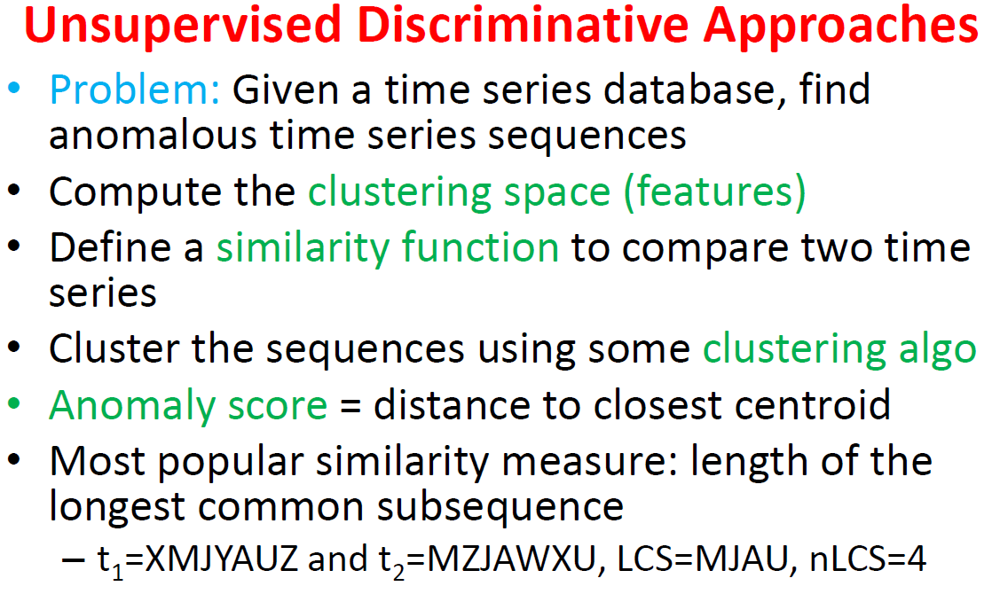 Unsupervised Discriminative Approaches
• Problem: Given a time series database, find
anomalous time series sequences
• Compute the clustering space (features)
• Define a similarity function to compare two time
series
• Cluster the sequences using some clustering algo
• Anomaly score = distance to closest centroid
• Most popular similarity measure: length of the
longest common subsequence
– t₁=XMJYAUZ and t₂=MZJAWXU, LCS=MJAU, nLCS=4